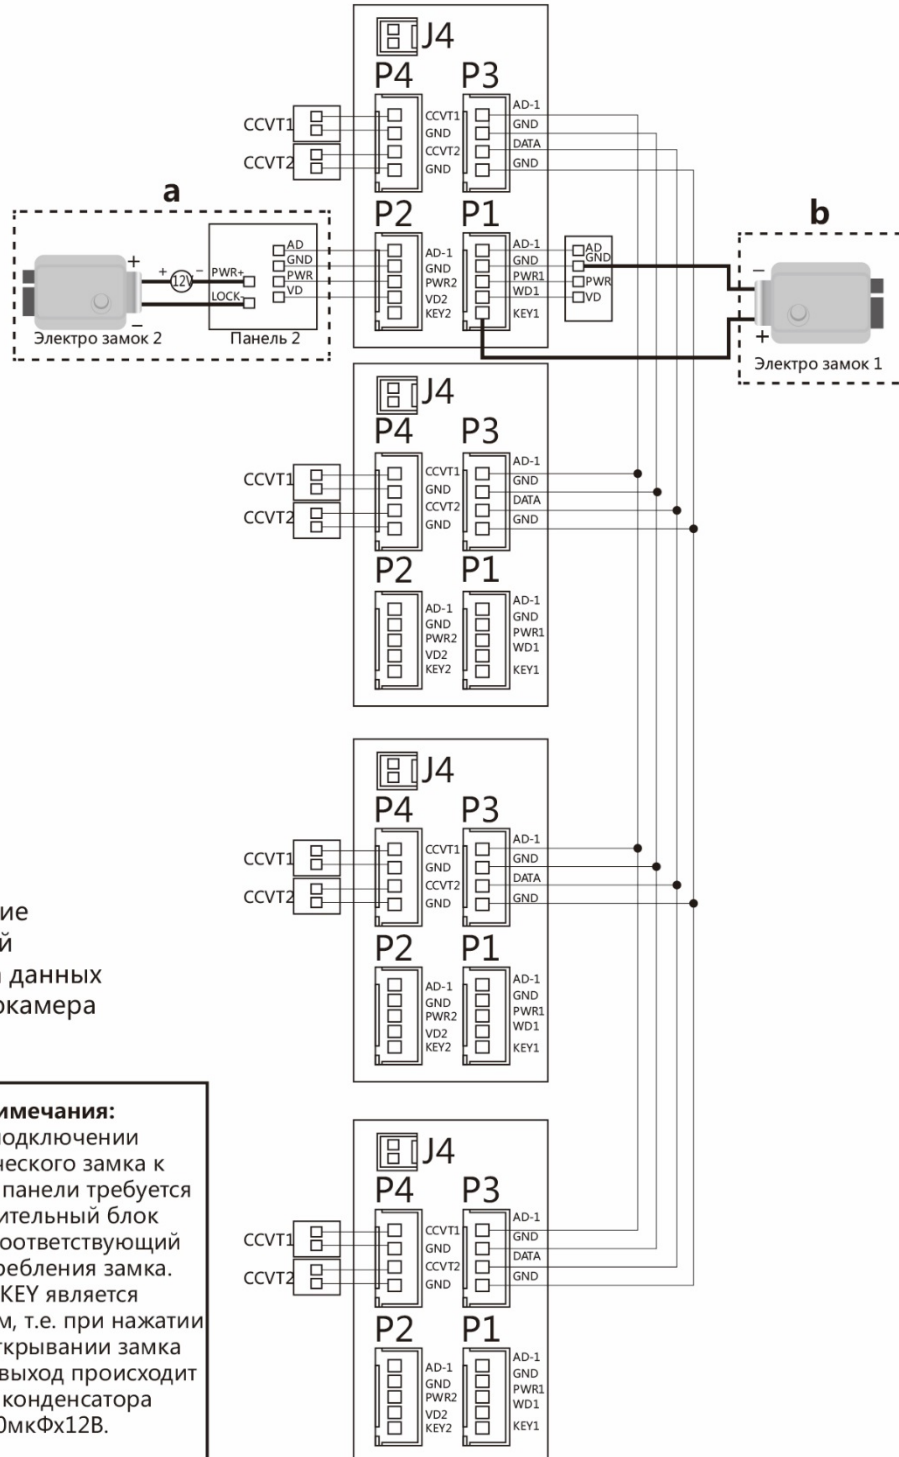 J4
P4 P3
CCVT1
GND
CCVT2
GND
AD-1
GND
DATA
GND
CCVT1
CCVT2
a
P2 P1
AD-1
GND
PWR2
VD2
KEY2
AD-1
GND
PWR1
WD1
KEY1
AD
GND
PWR
VD
PWR+
LOCK-
+
12V
−
+
−
Электро замок 2
Панель 2
AD
GND
PWR
VD
b
−
+
Электро замок 1
J4
P4 P3
CCVT1
GND
CCVT2
GND
AD-1
GND
DATA
GND
CCVT1
CCVT2
P2 P1
AD-1
GND
PWR2
VD2
KEY2
AD-1
GND
PWR1
WD1
KEY1
J4
P4 P3
CCVT1
GND
CCVT2
GND
AD-1
GND
DATA
GND
CCVT1
CCVT2
P2 P1
AD-1
GND
PWR2
VD2
KEY2
AD-1
GND
PWR1
WD1
KEY1
ие
й
данных
окамера
имечания:
подключении
ческого замка к
панели требуется
ительный блок
соответствующий
ребления замка.
KEY является
м, т.е. при нажатии
ткрывании замка
выход происходит
конденсатора
0мкФх12В.
J4
P4 P3
CCVT1
GND
CCVT2
GND
AD-1
GND
DATA
GND
CCVT1
CCVT2
P2 P1
AD-1
GND
PWR2
VD2
KEY2
AD-1
GND
PWR1
WD1
KEY1